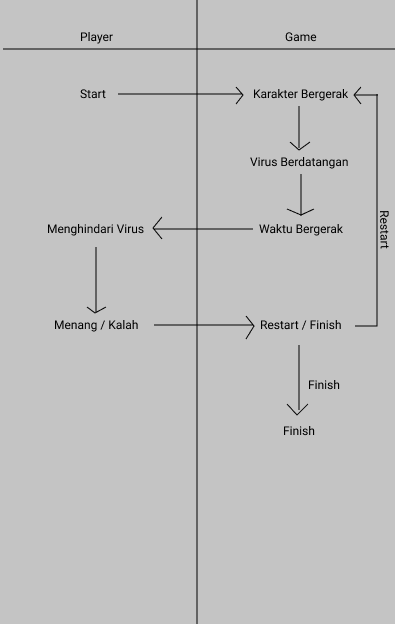 Player
Game
Start
Karakter Bergerak
Virus Berdatangan
Menghindari Virus
Waktu Bergerak
Restart
Menang / Kalah
Restart / Finish
Finish
Finish